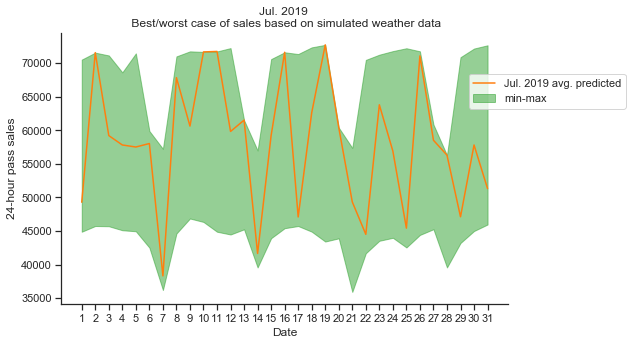 Jul. 2019
Best/worst case of sales based on simulated weather data
70000
65000
60000
55000
50000
45000
40000
35000
24-hour pass sales
Jul. 2019 avg. predicted
min-max
1 2 3 4 5 6 7 8 9 10 11 12 13 14 15 16 17 18 19 20 21 22 23 24 25 26 27 28 29 30 31
Date